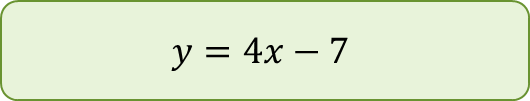 y = 4x − 7